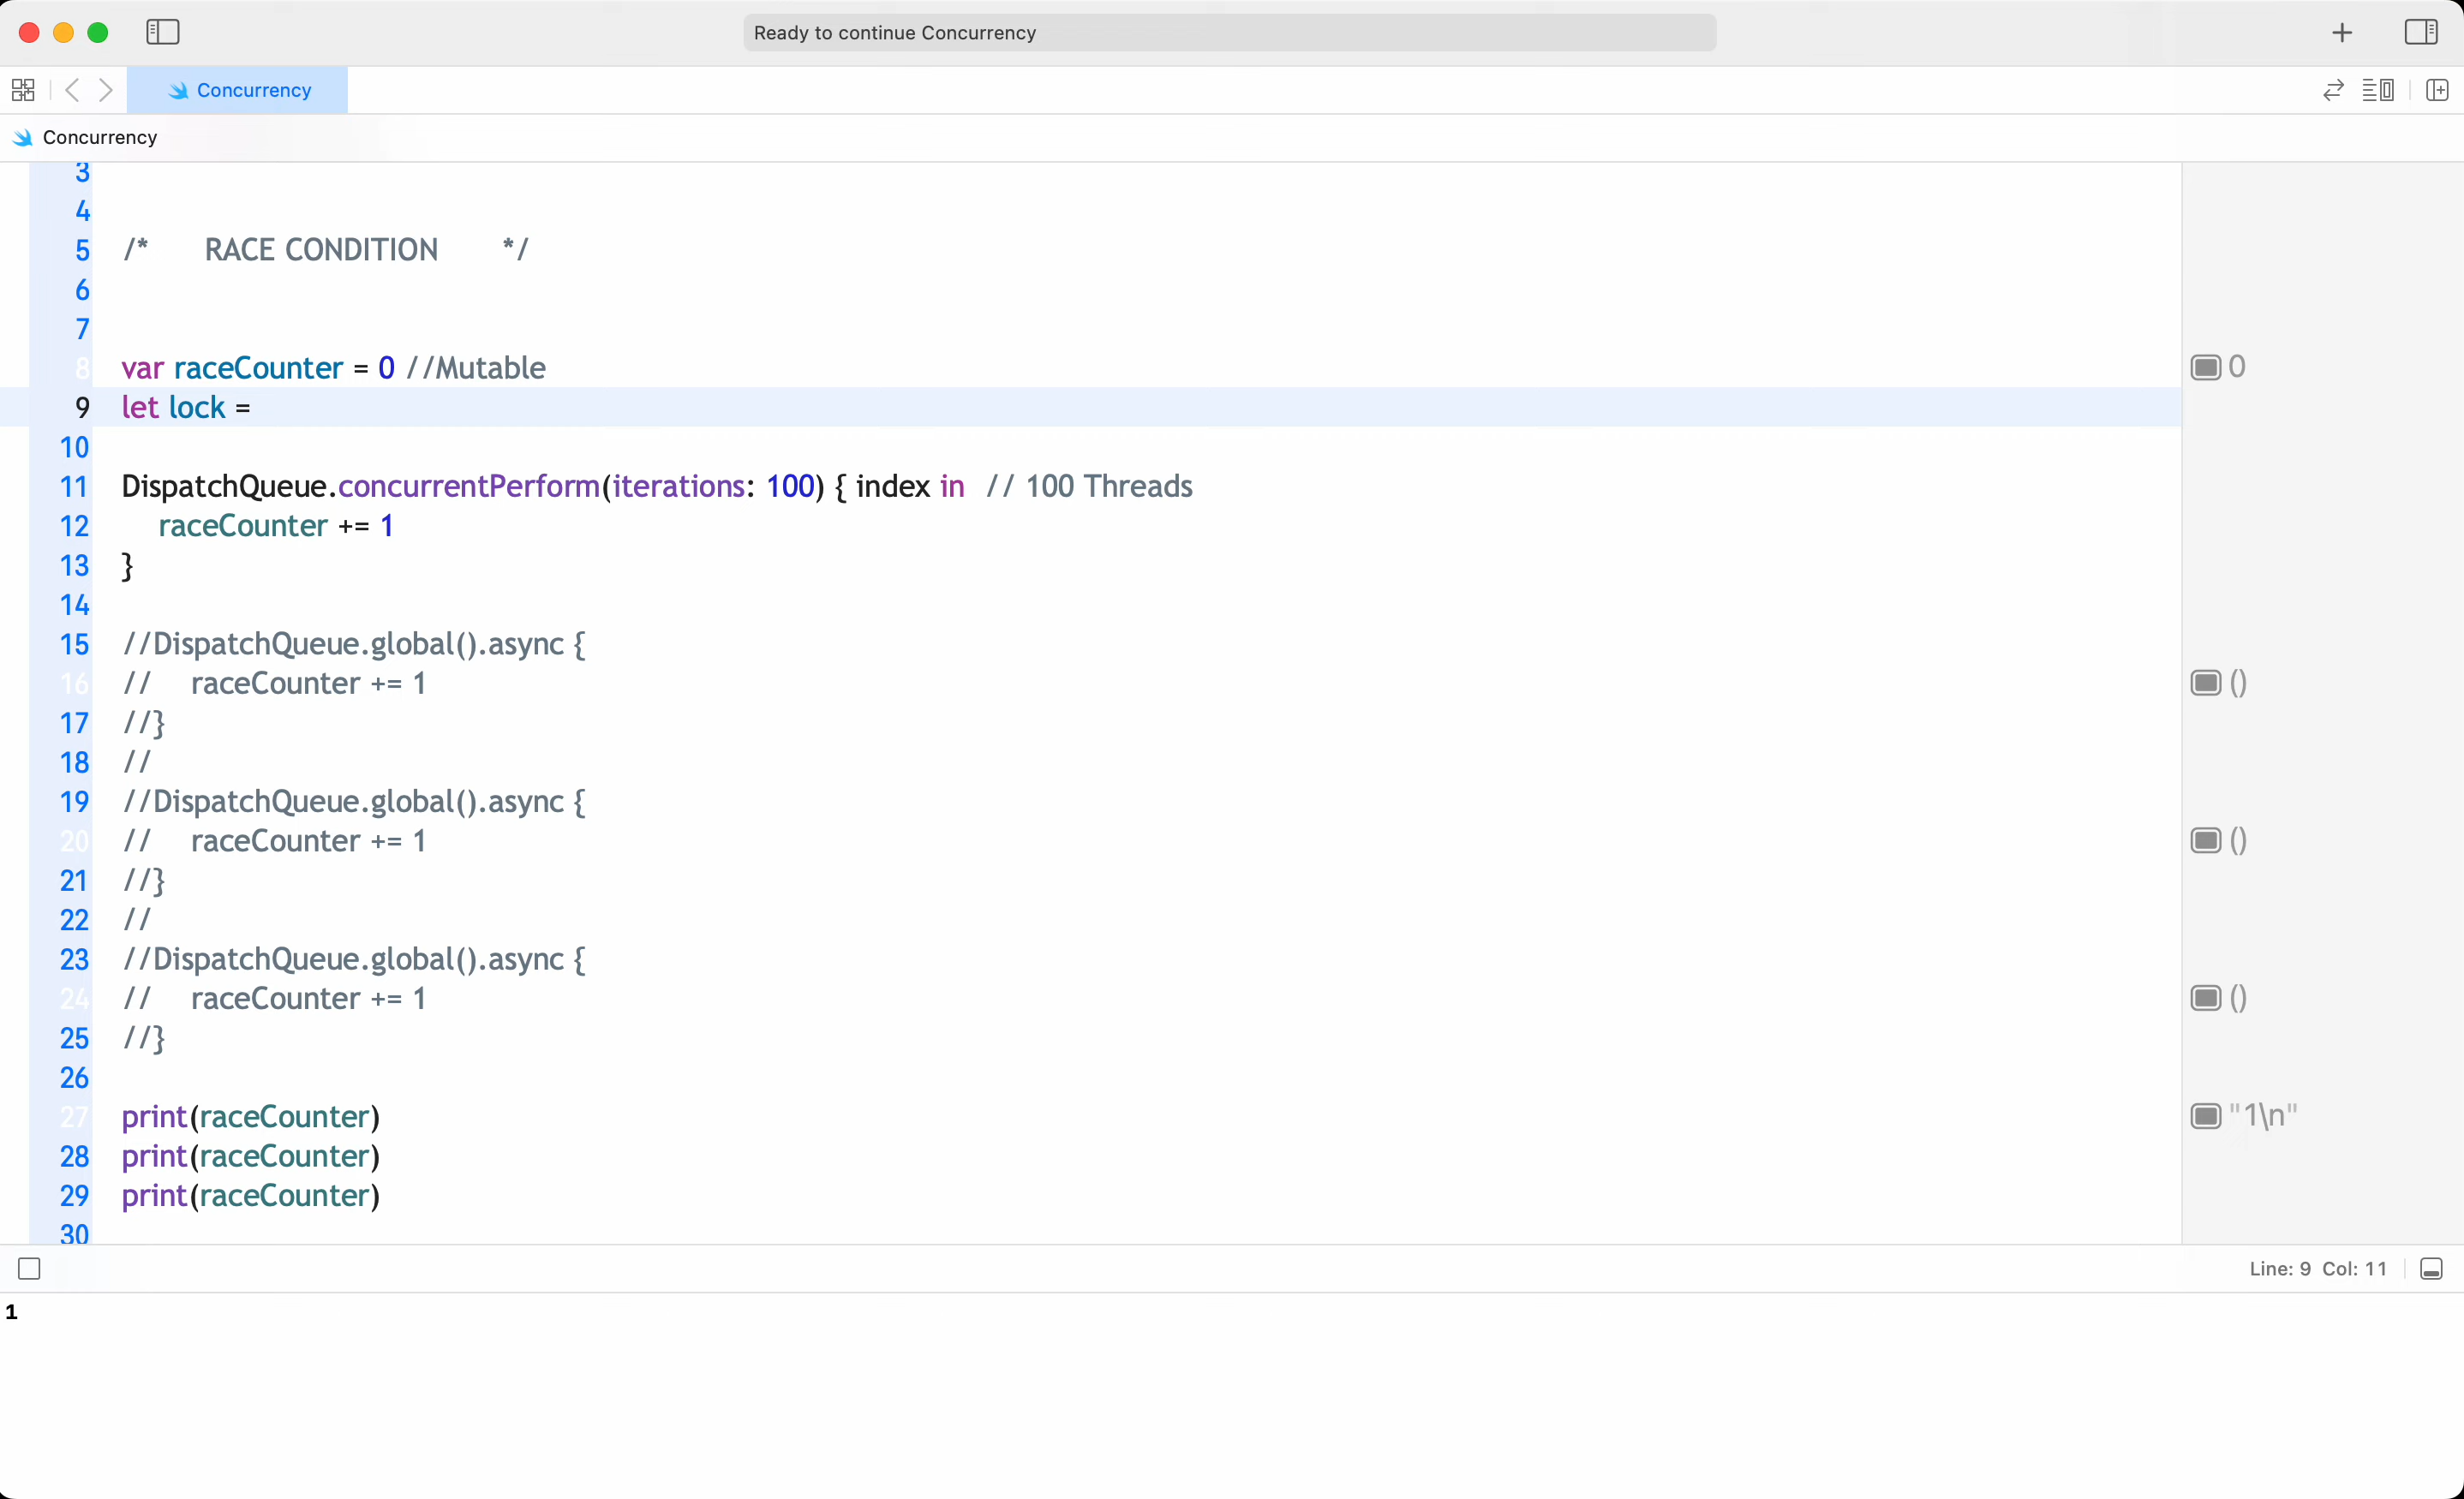 Ready to continue Concurrency
Concurrency
Concurrency
3
4
5 /* RACE CONDITION */
6
7
8 var raceCounter = 0 //Mutable 0
9 let lock =
10
11 DispatchQueue.concurrentPerform(iterations: 100) { index in // 100 Threads
12 raceCounter += 1
13 }
14
15 //DispatchQueue.global().async {
16 // raceCounter += 1 ()
17 //}
18 //
19 //DispatchQueue.global().async {
20 // raceCounter += 1 ()
21 //}
22 //
23 //DispatchQueue.global().async {
24 // raceCounter += 1 ()
25 //}
26
27 print(raceCounter) "1\n"
28 print(raceCounter)
29 print(raceCounter)
30
Line: 9 Col: 11
1